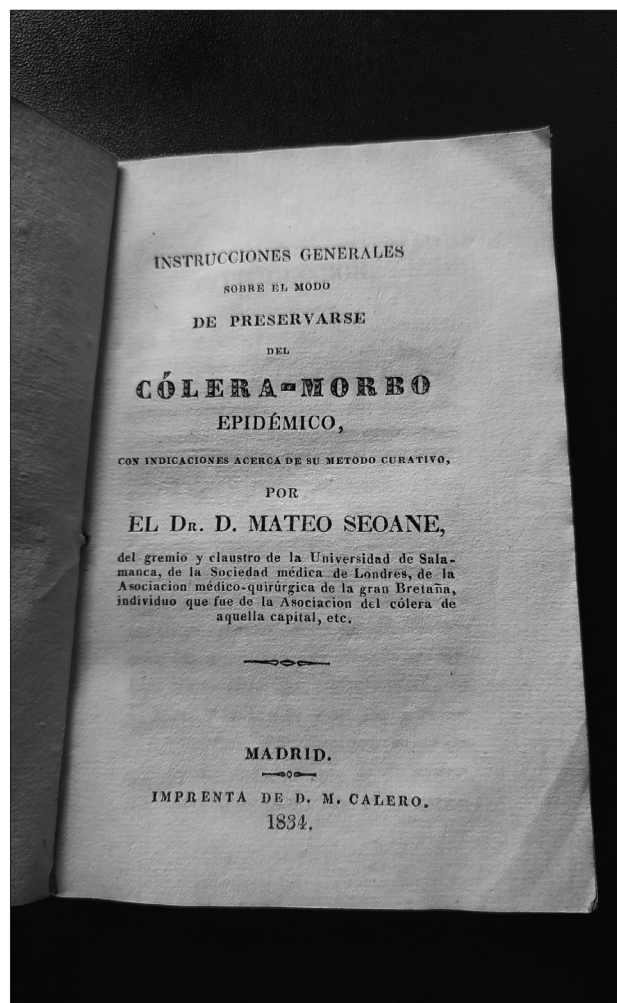 INSTRUCCIONES GENERALES
SOBRE EL MODO
DE PRESERVARSE
DEL
CÓLERA-MORBO
EPIDÉMICO,
CON INDICACIONES ACERCA DE SU METODO CURATIVO,
POR
EL DR. D. MATEO SEOANE,
del gremio y claustro de la Universidad de Sala-
manca, de la Sociedad médica de Londres, de la
Asociacion médico-quirúrgica de la gran Bretaña,
individuo que fue de la Asociacion del cólera de
aquella capital, etc.
MADRID.
IMPRENTA DE D. M. CALERO.
1834.